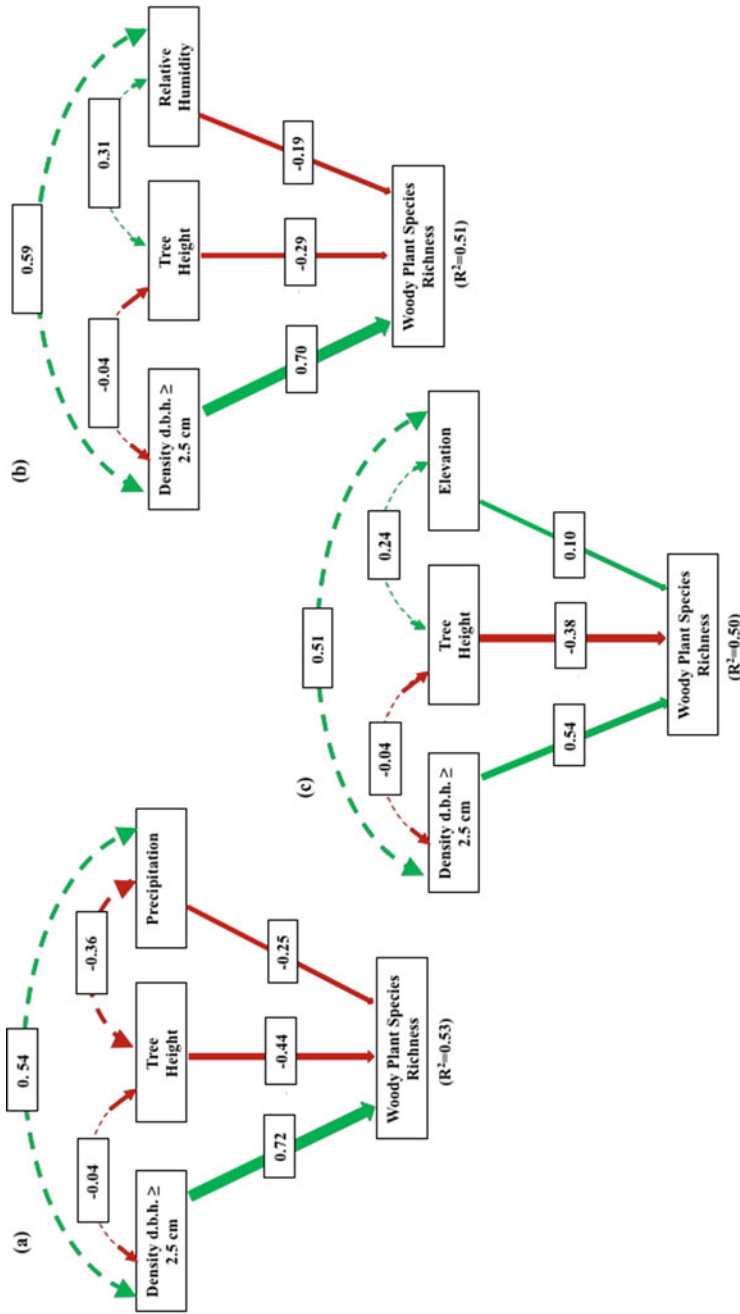 (a)
0. 54
-0.04
-0.36
Density d.b.h. ≥
2.5 cm
Tree
Height
Precipitation
0.72
-0.44
-0.25
Woody Plant Species
Richness
(R²=0.53)
(b)
0.59
-0.04
0.31
Density d.b.h. ≥
2.5 cm
Tree
Height
Relative
Humidity
0.70
-0.29
-0.19
Woody Plant Species
Richness
(R²=0.51)
(c)
0.51
-0.04
0.24
Density d.b.h. ≥
2.5 cm
Tree
Height
Elevation
0.54
-0.38
0.10
Woody Plant Species
Richness
(R²=0.50)